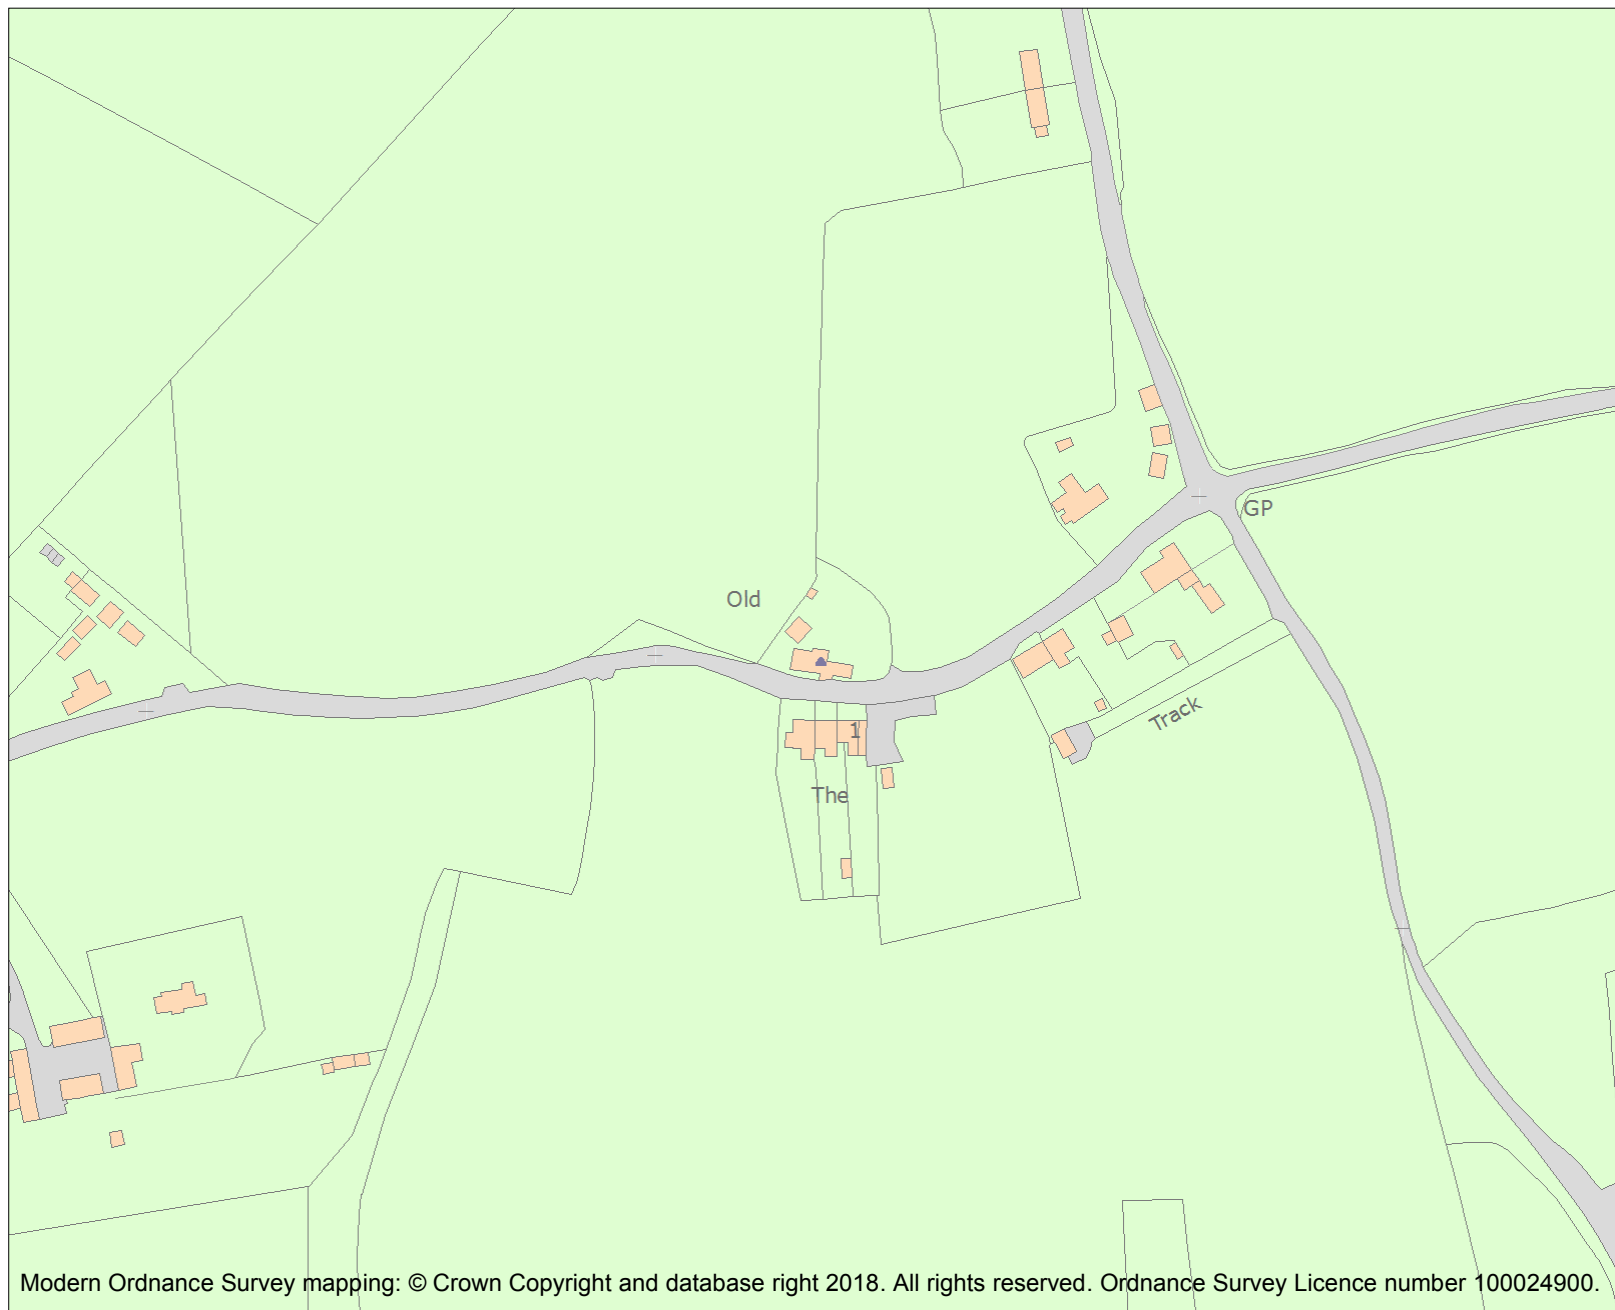 GP
Old
Track
1
The
Modern Ordnance Survey mapping: © Crown Copyright and database right 2018. All rights reserved. Ordnance Survey Licence number 100024900.